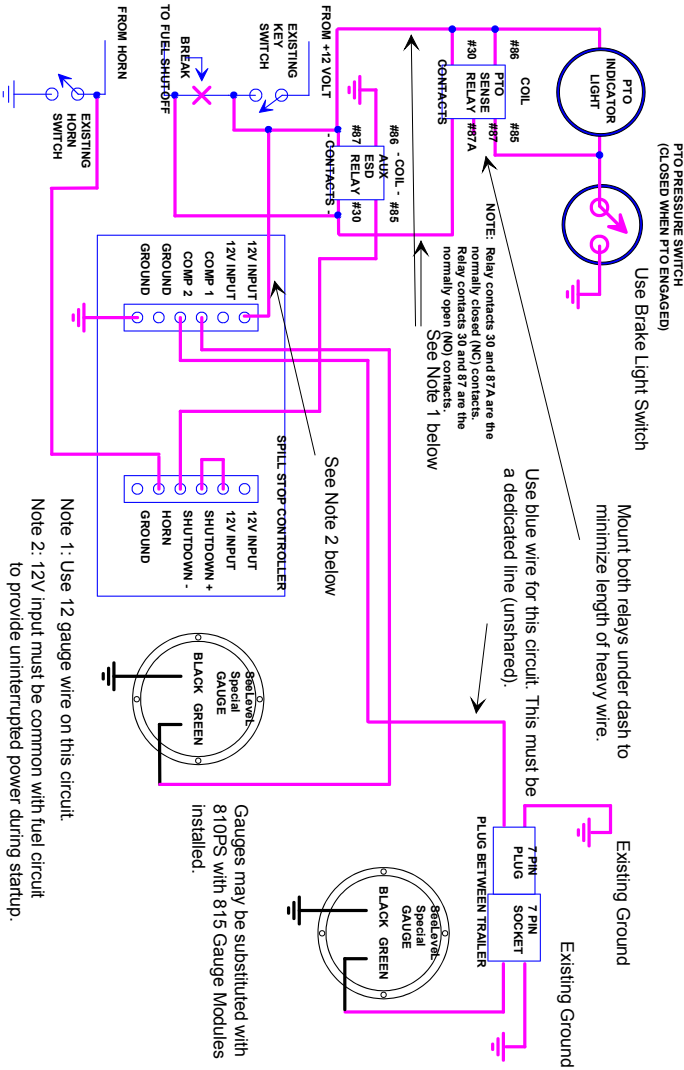 PTO PRESSURE SWITCH
(CLOSED WHEN PTO ENGAGED)
Use Brake Light Switch
PTO
INDICATOR
LIGHT
Mount both relays under dash to
minimize length of heavy wire.
Existing Ground
Existing Ground
COIL
#86
#85
PTO
SENSE
RELAY
#30
#87
#87A
CONTACTS
NOTE: Relay contacts 30 and 87A are the
normally closed (NC) contacts.
Relay contacts 30 and 87 are the
normally open (NO) contacts.
Use blue wire for this circuit. This must be
a dedicated line (unshared).
7 PIN
PLUG
7 PIN
SOCKET
PLUG BETWEEN TRAILER
See Note 1 below
FROM +12 VOLT
EXISTING
KEY
SWITCH
BREAK
TO FUEL SHUTOFF
#86 - COIL - #85
AUX
ESD
RELAY
#87
#30
- CONTACTS -
See Note 2 below
SeeLeveL
Special
GAUGE
BLACK GREEN
FROM HORN
EXISTING
HORN
SWITCH
12V INPUT
12V INPUT
COMP 1
COMP 2
GROUND
GROUND
SPILL STOP CONTROLLER
12V INPUT
12V INPUT
SHUTDOWN +
SHUTDOWN -
HORN
GROUND
SeeLeveL
Special
GAUGE
BLACK GREEN
Gauges may be substituted with
810PS with 815 Gauge Modules
installed.
Note 1: Use 12 gauge wire on this circuit.
Note 2: 12V input must be common with fuel circuit
to provide uninterrupted power during startup.